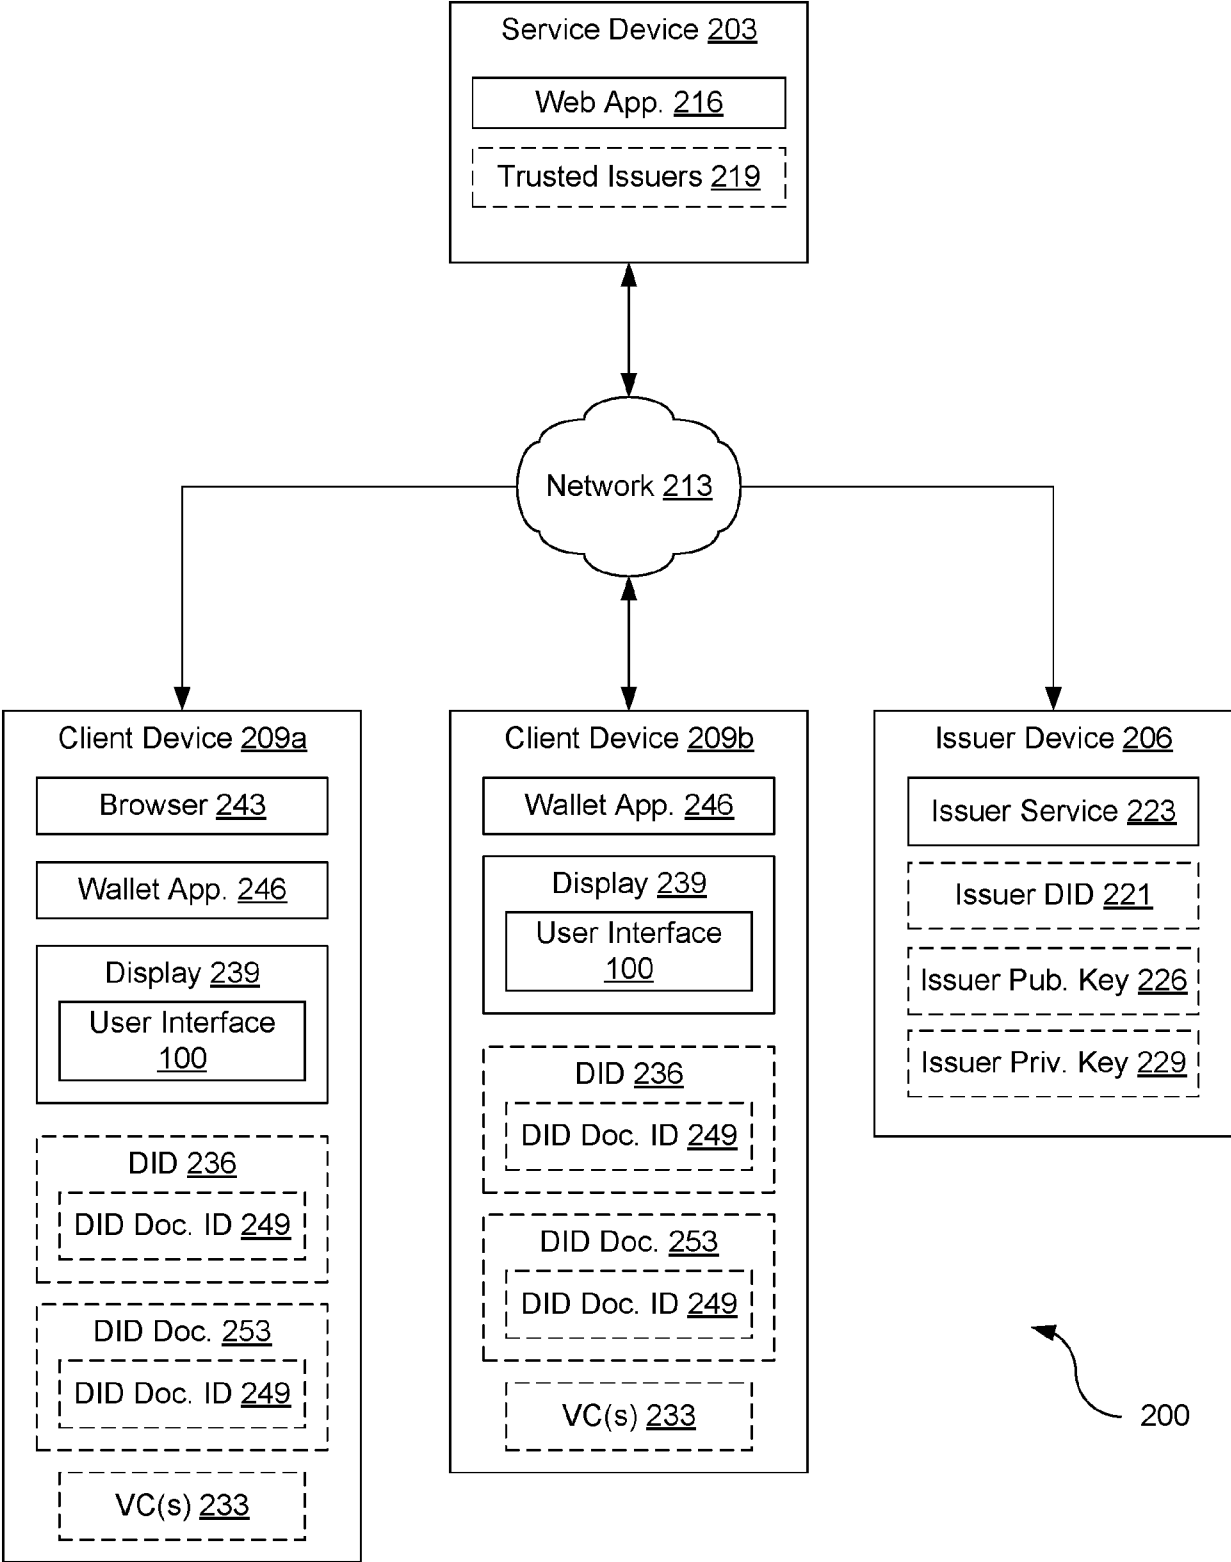 Service Device 203
Web App. 216
Trusted Issuers 219
Network 213
Client Device 209a
Browser 243
Wallet App. 246
Display 239
User Interface
100
DID 236
DID Doc. ID 249
DID Doc. 253
DID Doc. ID 249
VC(s) 233
Client Device 209b
Wallet App. 246
Display 239
User Interface
100
DID 236
DID Doc. ID 249
DID Doc. 253
DID Doc. ID 249
VC(s) 233
Issuer Device 206
Issuer Service 223
Issuer DID 221
Issuer Pub. Key 226
Issuer Priv. Key 229
200